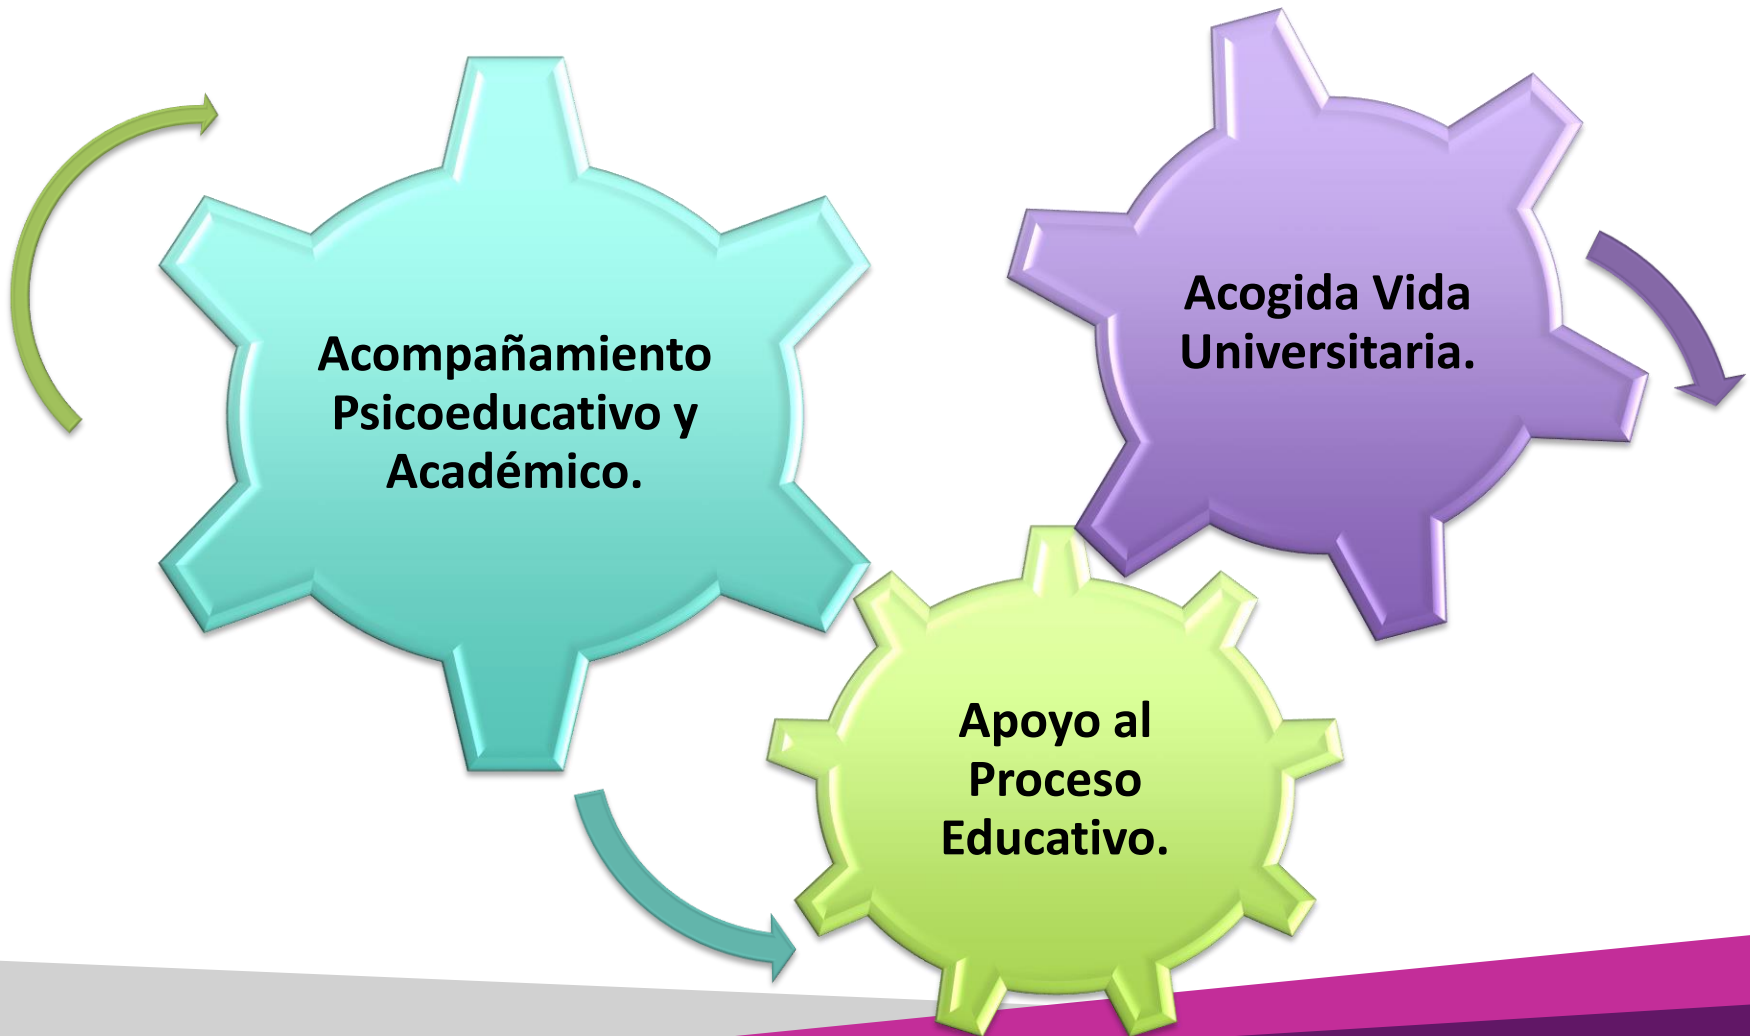 Acompañamiento
Psicoeducativo y
Académico.
Acogida Vida
Universitaria.
Apoyo al
Proceso
Educativo.